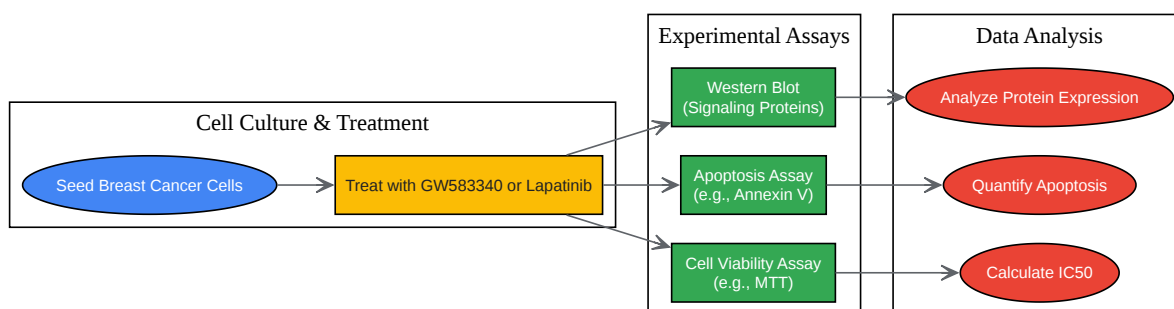 Cell Culture & Treatment
Seed Breast Cancer Cells
Treat with GW583340 or Lapatinib
Experimental Assays
Western Blot
(Signaling Proteins)
Apoptosis Assay
(e.g., Annexin V)
Cell Viability Assay
(e.g., MTT)
Data Analysis
Analyze Protein Expression
Quantify Apoptosis
Calculate IC50